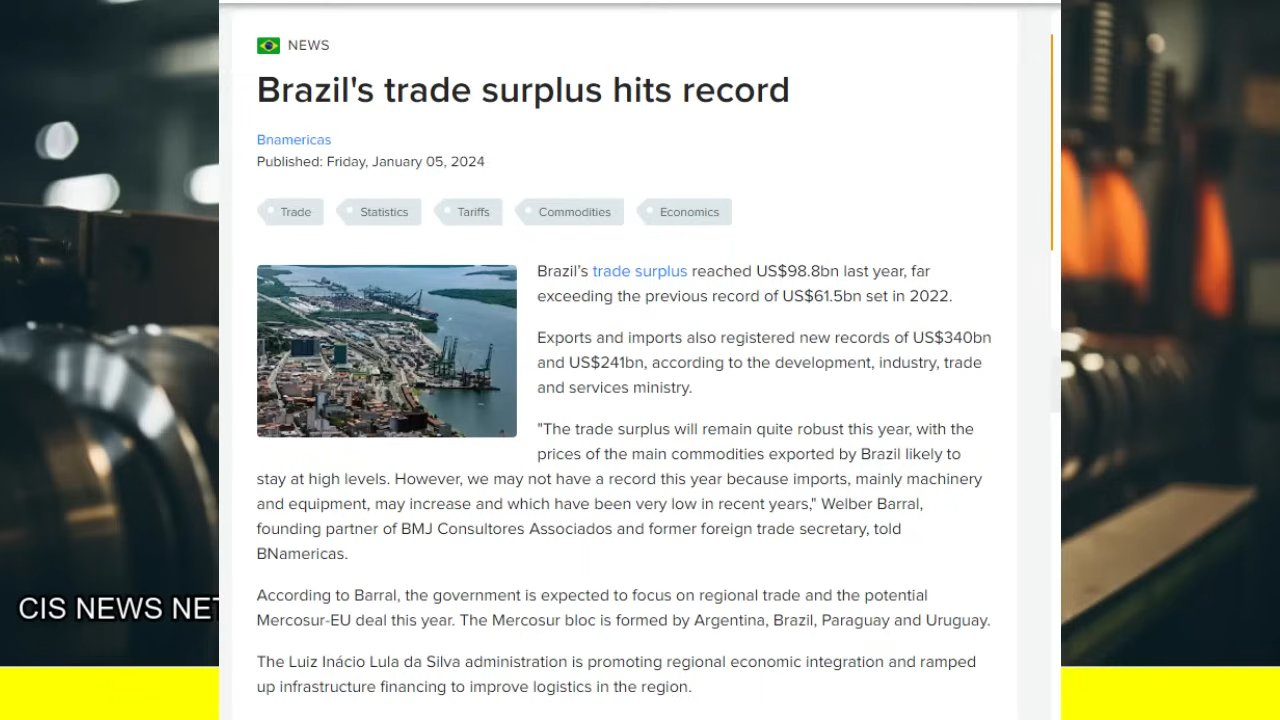 NEWS
Brazil's trade surplus hits record
Bnamericas
Published: Friday, January 05, 2024
Trade
Statistics
Tariffs
Commodities
Economics
Brazil’s trade surplus reached US$98.8bn last year, far
exceeding the previous record of US$61.5bn set in 2022.
Exports and imports also registered new records of US$340bn
and US$241bn, according to the development, industry, trade
and services ministry.
"The trade surplus will remain quite robust this year, with the
prices of the main commodities exported by Brazil likely to
stay at high levels. However, we may not have a record this year because imports, mainly machinery
and equipment, may increase and which have been very low in recent years," Welber Barral,
founding partner of BMJ Consultores Associados and former foreign trade secretary, told
BNamericas.
According to Barral, the government is expected to focus on regional trade and the potential
Mercosur-EU deal this year. The Mercosur bloc is formed by Argentina, Brazil, Paraguay and Uruguay.
The Luiz Inácio Lula da Silva administration is promoting regional economic integration and ramped
up infrastructure financing to improve logistics in the region.
CIS NEWS NET